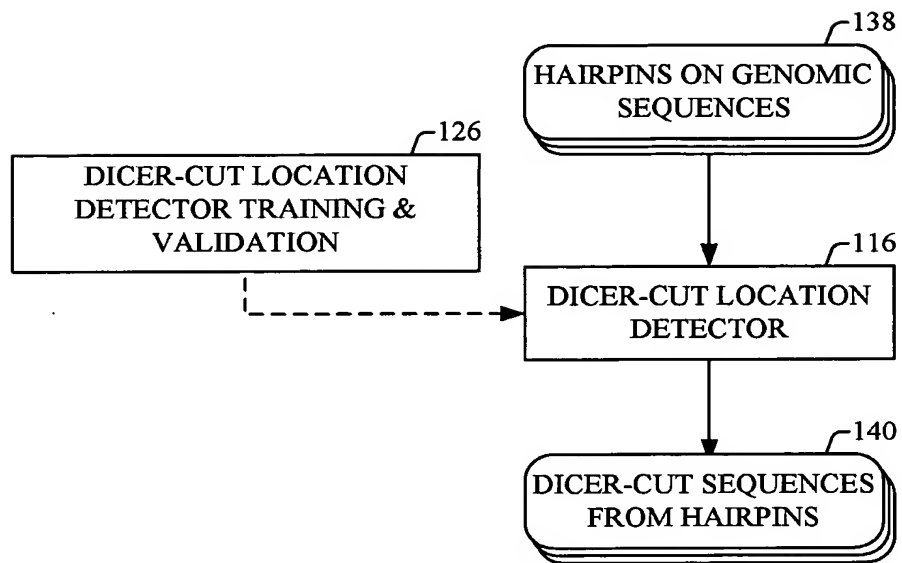 138
HAIRPINS ON GENOMIC
SEQUENCES
126
DICER-CUT LOCATION
DETECTOR TRAINING &
VALIDATION
116
DICER-CUT LOCATION
DETECTOR
140
DICER-CUT SEQUENCES
FROM HAIRPINS